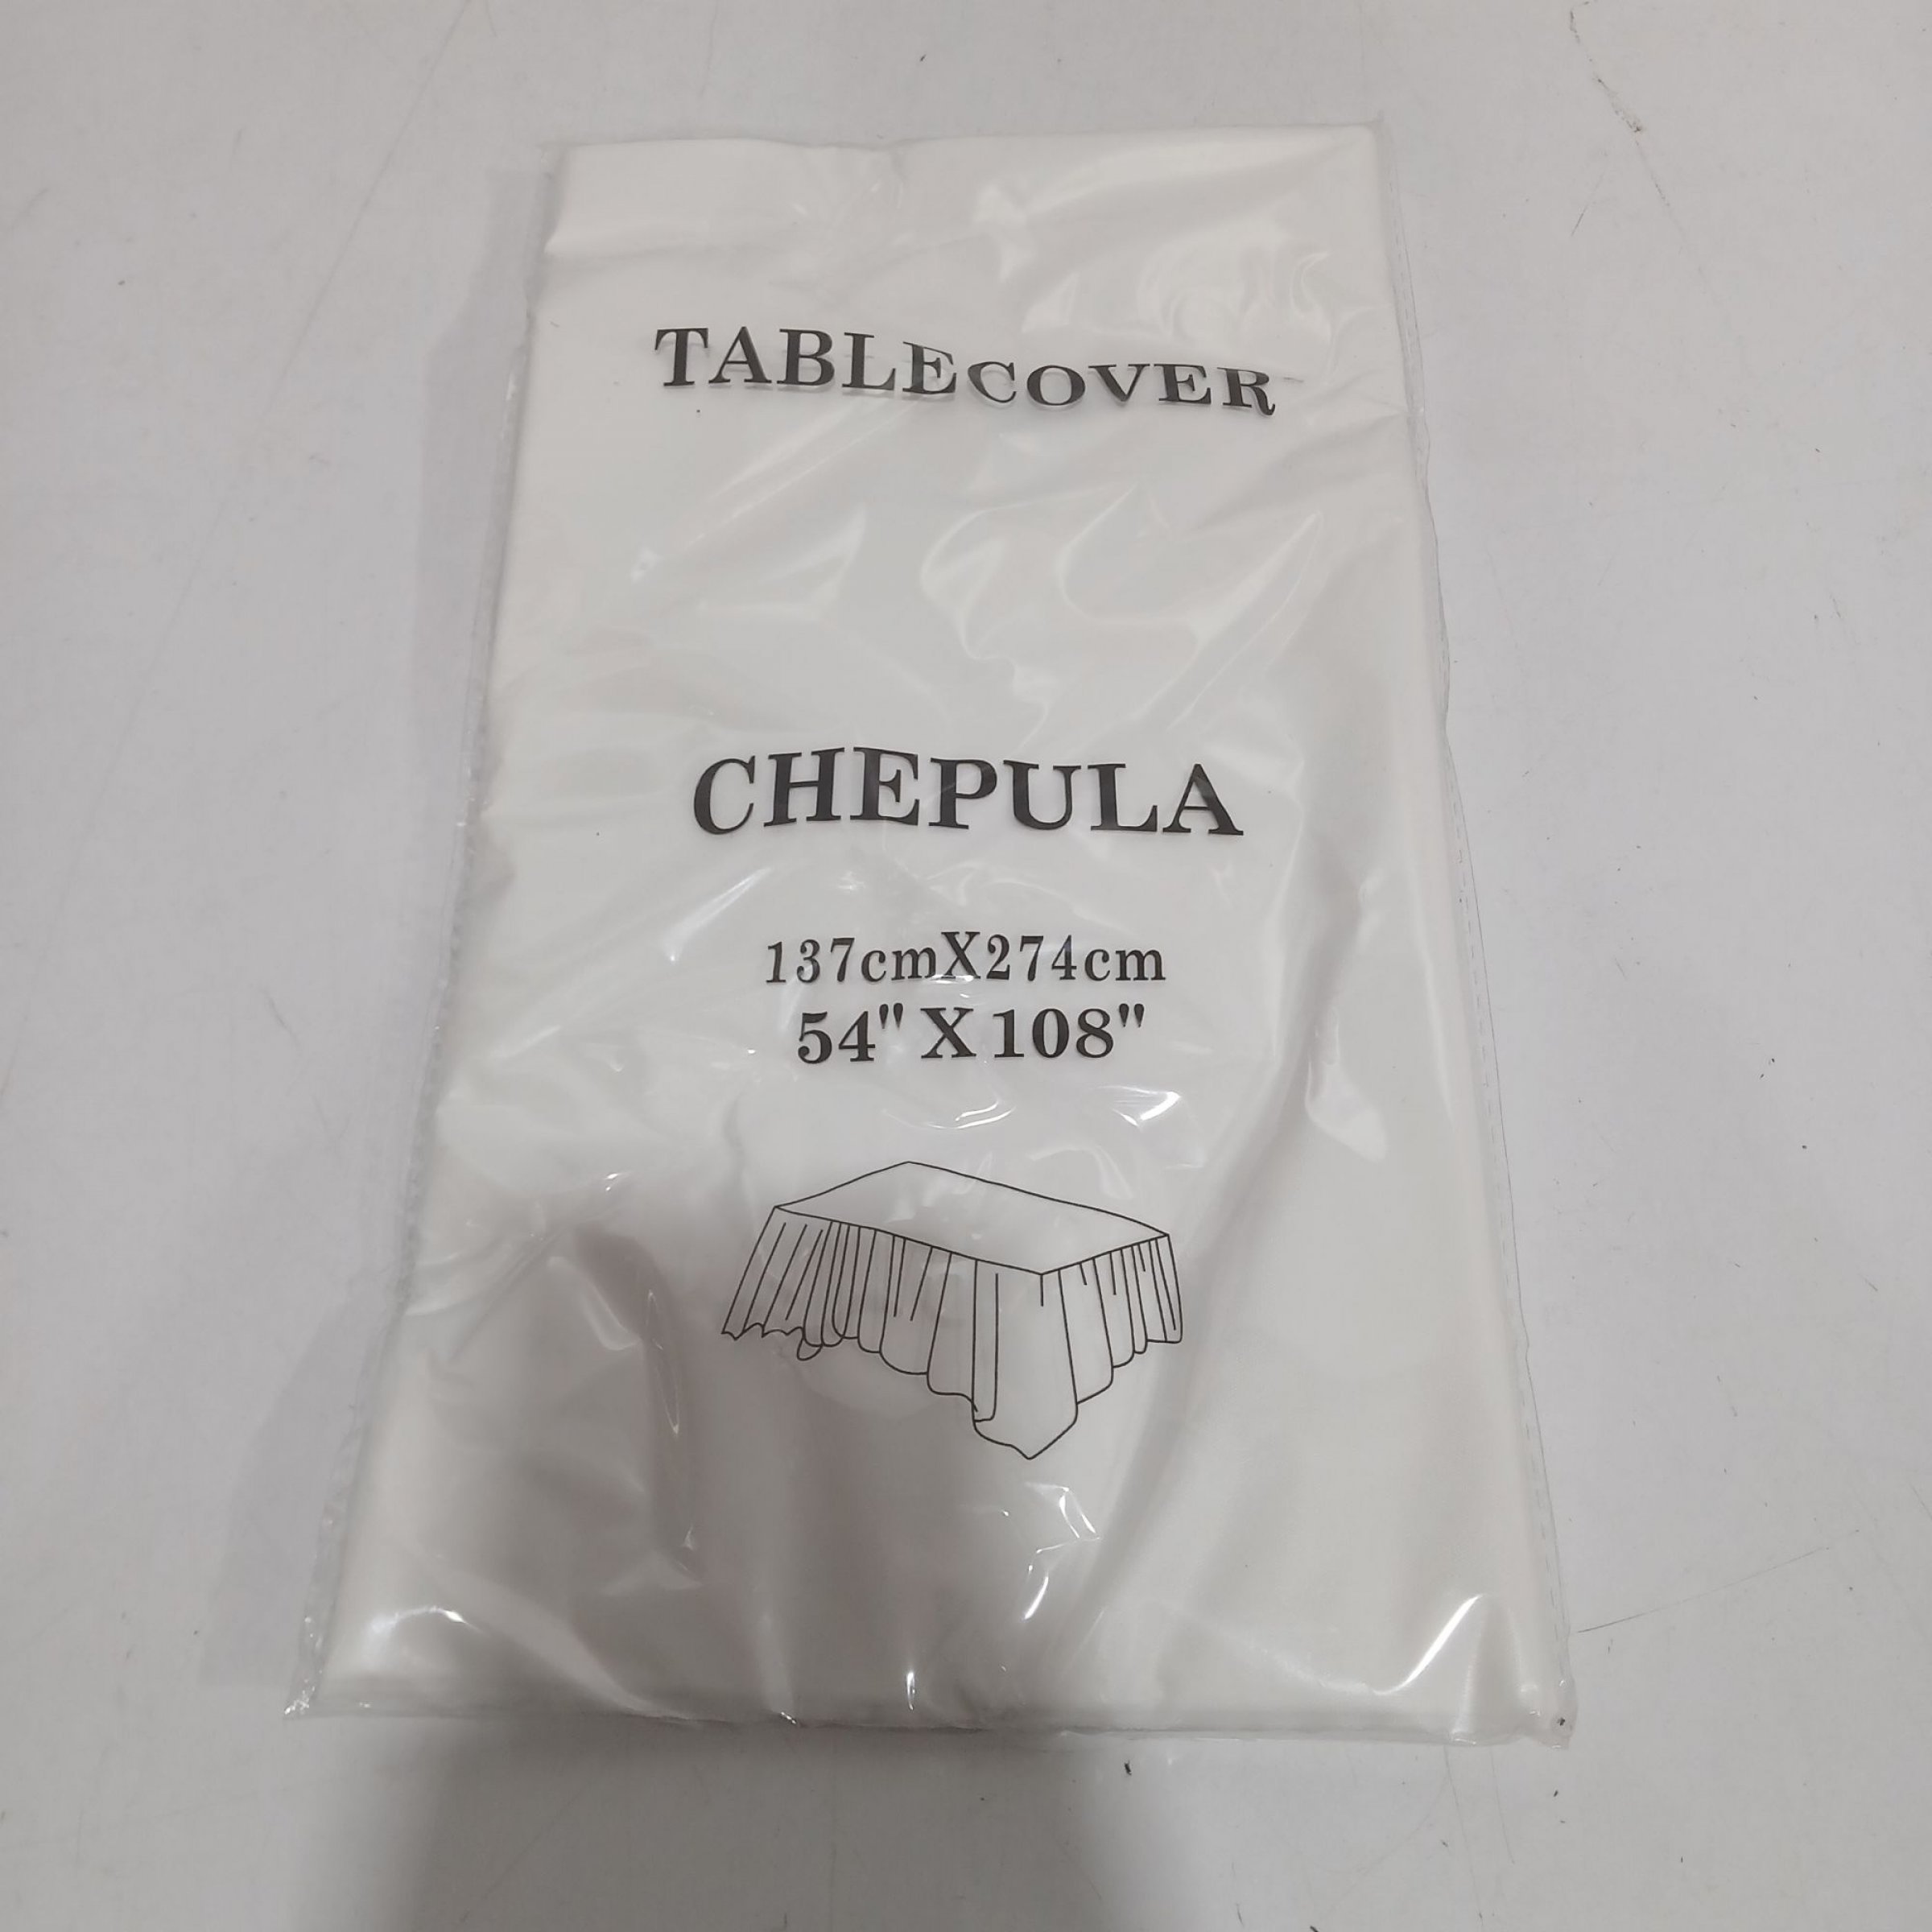 TABLECOVER
CHEPULA
137cmX274cm
54" X 108"